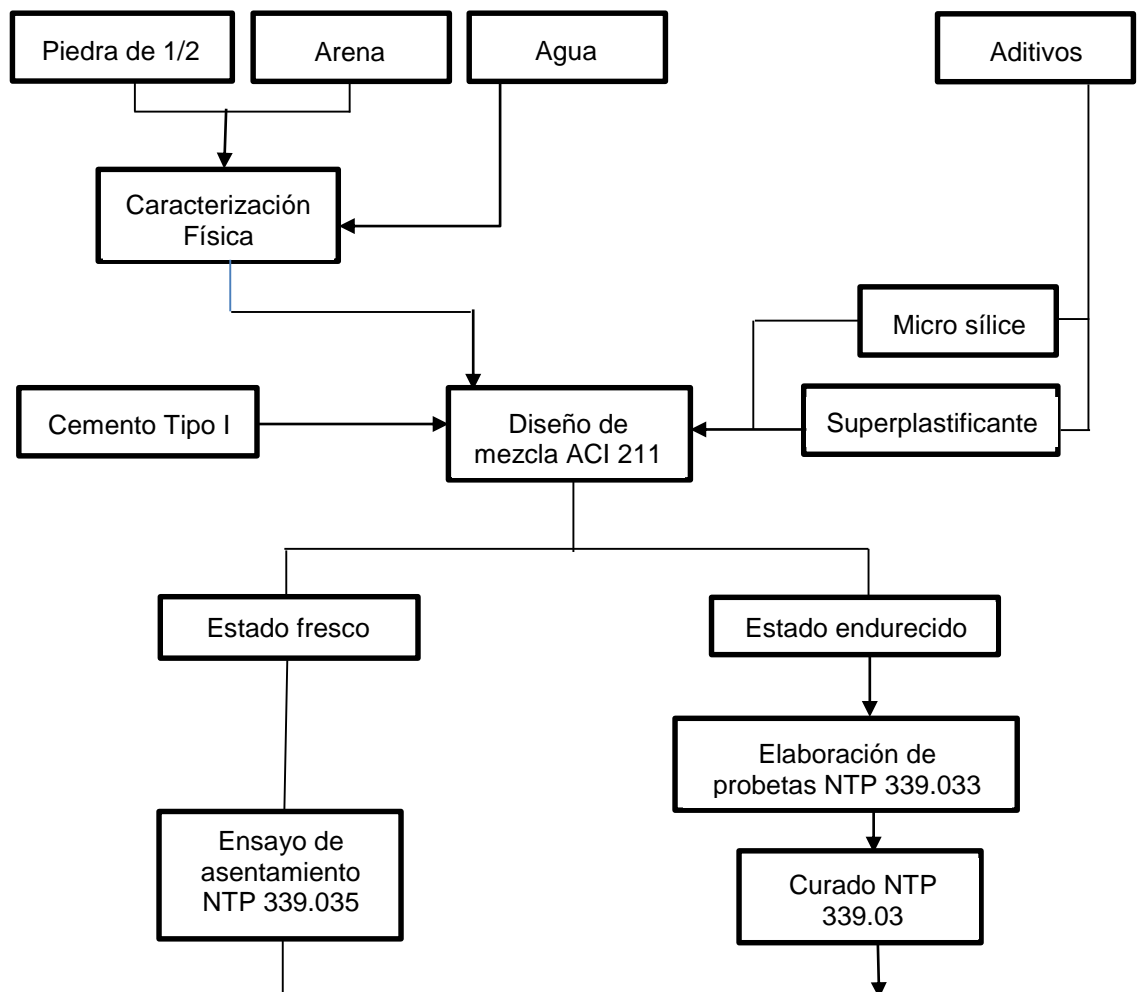 Piedra de 1/2
Arena
Agua
Aditivos
Caracterización
Física
Micro sílice
Cemento Tipo I
Diseño de
mezcla ACI 211
Superplastificante
Estado fresco
Estado endurecido
Elaboración de
probetas NTP 339.033
Ensayo de
asentamiento
NTP 339.035
Curado NTP
339.03